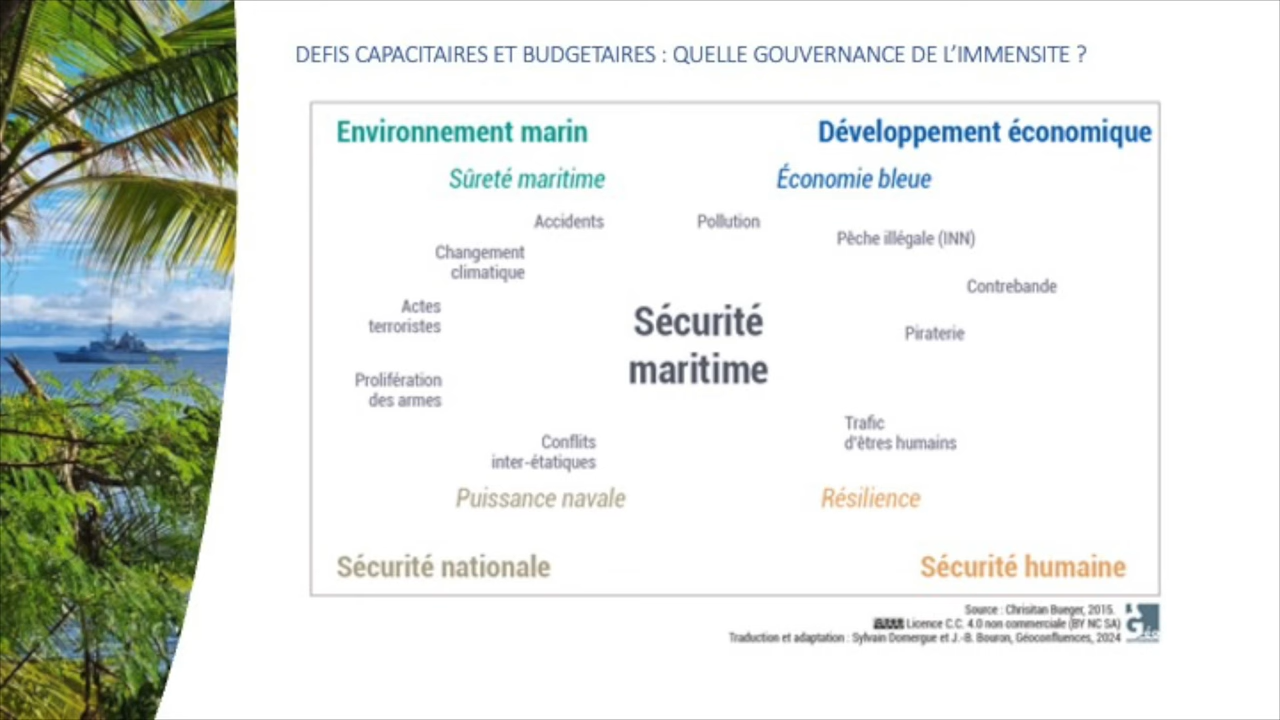 DEFIS CAPACITAIRES ET BUDGETAIRES : QUELLE GOUVERNANCE DE L’IMMENSITE ?
Environnement marin
Développement économique
Sûreté maritime
Économie bleue
Accidents
Pollution
Pêche illégale (INN)
Changement
climatique
Contrebande
Actes
terroristes
Sécurité
maritime
Piraterie
Prolifération
des armes
Trafic
d'êtres humains
Conflits
inter-étatiques
Puissance navale
Résilience
Sécurité nationale
Sécurité humaine
Source : Chrisitan Bueger, 2015.
Licence C.C. 4.0 non commerciale (BY NC SA)
Traduction et adaptation : Sylvain Domergue et J.-B. Bouron, Géoconfluences, 2024